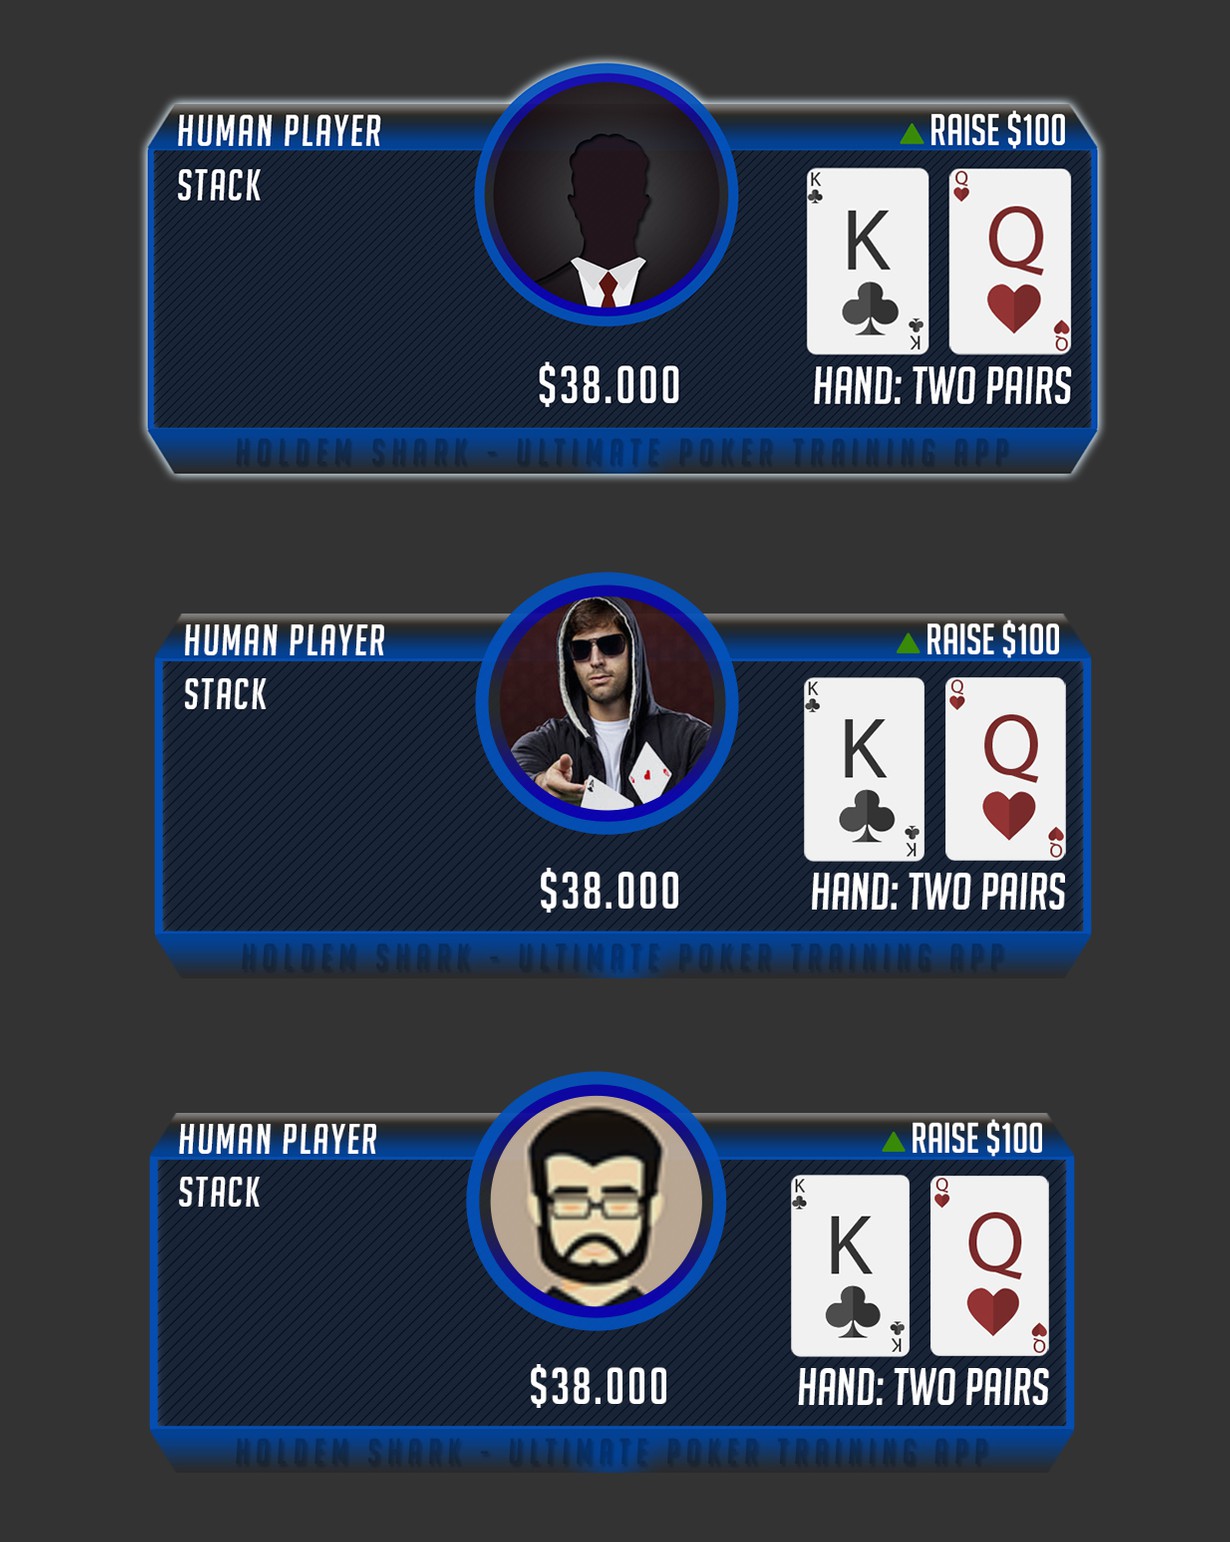 HUMAN PLAYER
RAISE $100
STACK
K
Q
K
Q
K
Q
$38.000
HAND: TWO PAIRS
HOLDEM SHARK - ULTIMATE POKER TRAINING APP
HUMAN PLAYER
RAISE $100
STACK
K
Q
K
Q
A
K
Q
$38.000
HAND: TWO PAIRS
HOLDEM SHARK - ULTIMATE POKER TRAINING APP
HUMAN PLAYER
RAISE $100
STACK
K
Q
K
Q
K
Q
$38.000
HAND: TWO PAIRS
HOLDEM SHARK - ULTIMATE POKER TRAINING APP